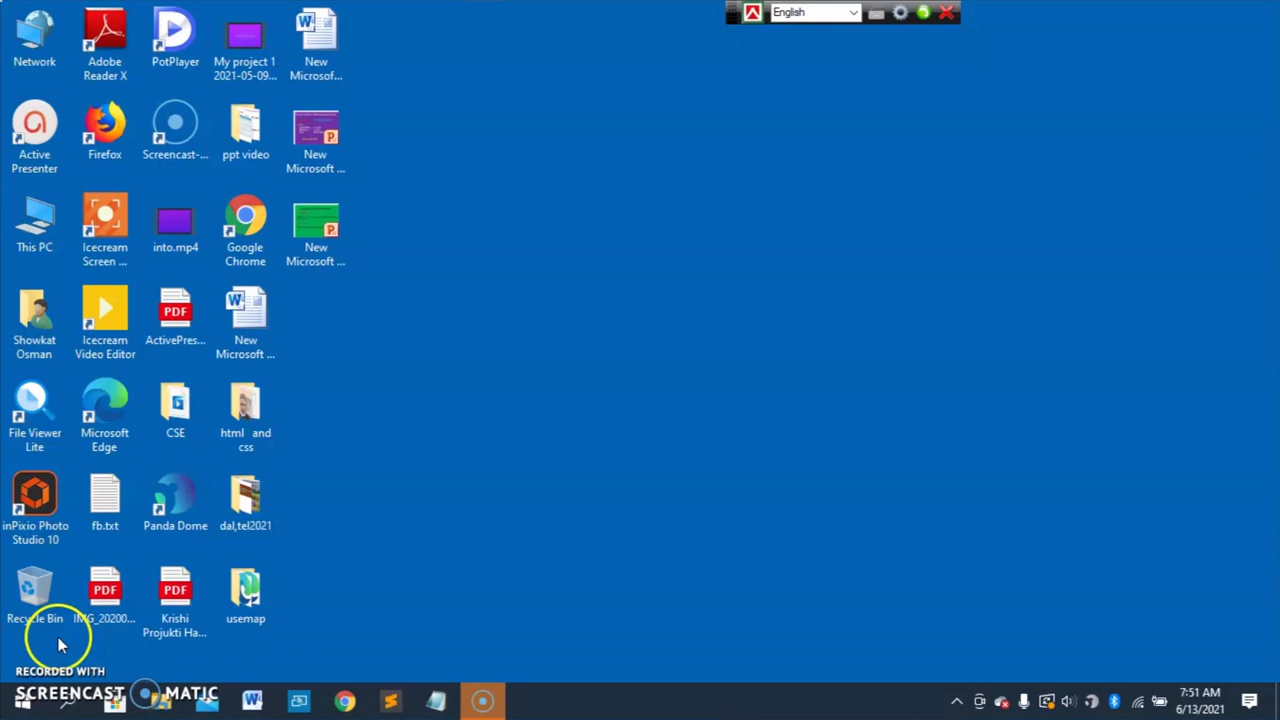 English
Network
Adobe
Reader X
PotPlayer
My project 1
2021-05-09...
New
Microsof...
Active
Presenter
Firefox
Screencast-...
ppt video
New
Microsoft ...
This PC
Icecream
Screen ...
into.mp4
Google
Chrome
New
Microsoft ...
Showkat
Osman
Icecream
Video Editor
PDF
ActivePres...
New
Microsoft ...
File Viewer
Lite
Microsoft
Edge
CSE
html and
css
inPixio Photo
Studio 10
fb.txt
Panda Dome
dal,tel2021
Recycle Bin
PDF
IMG_20200...
PDF
Krishi
Projukti Ha...
usemap
RECORDED WITH
SCREENCAST MATIC
7:51 AM
6/13/2021